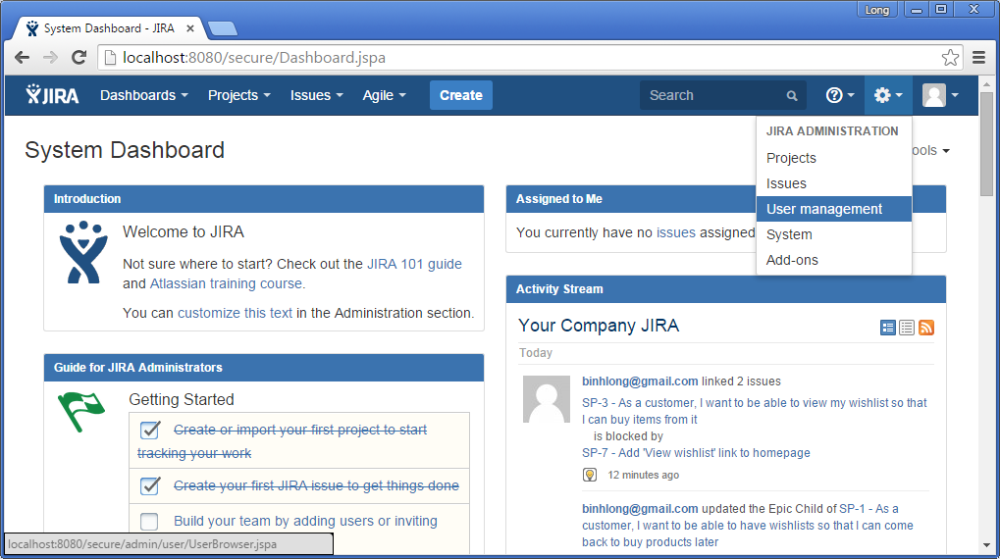 Long
System Dashboard - JIRA
localhost:8080/secure/Dashboard.jspa
JIRA Dashboards Projects Issues Agile Create Search
JIRA ADMINISTRATION
Projects
Issues
User management
System
Add-ons
System Dashboard
ools
Introduction
Welcome to JIRA
Not sure where to start? Check out the JIRA 101 guide
and Atlassian training course.
You can customize this text in the Administration section.
Guide for JIRA Administrators
Getting Started
Create or import your first project to start
tracking your work
Create your first JIRA issue to get things done
Build your team by adding users or inviting
Assigned to Me
You currently have no issues assigned
Activity Stream
Your Company JIRA
Today
binhlong@gmail.com linked 2 issues
SP-3 - As a customer, I want to be able to view my wishlist so that
I can buy items from it
is blocked by
SP-7 - Add 'View wishlist' link to homepage
12 minutes ago
binhlong@gmail.com updated the Epic Child of SP-1 - As a
customer, I want to be able to have wishlists so that I can come
back to buy products later
localhost:8080/secure/admin/user/UserBrowser.jspa